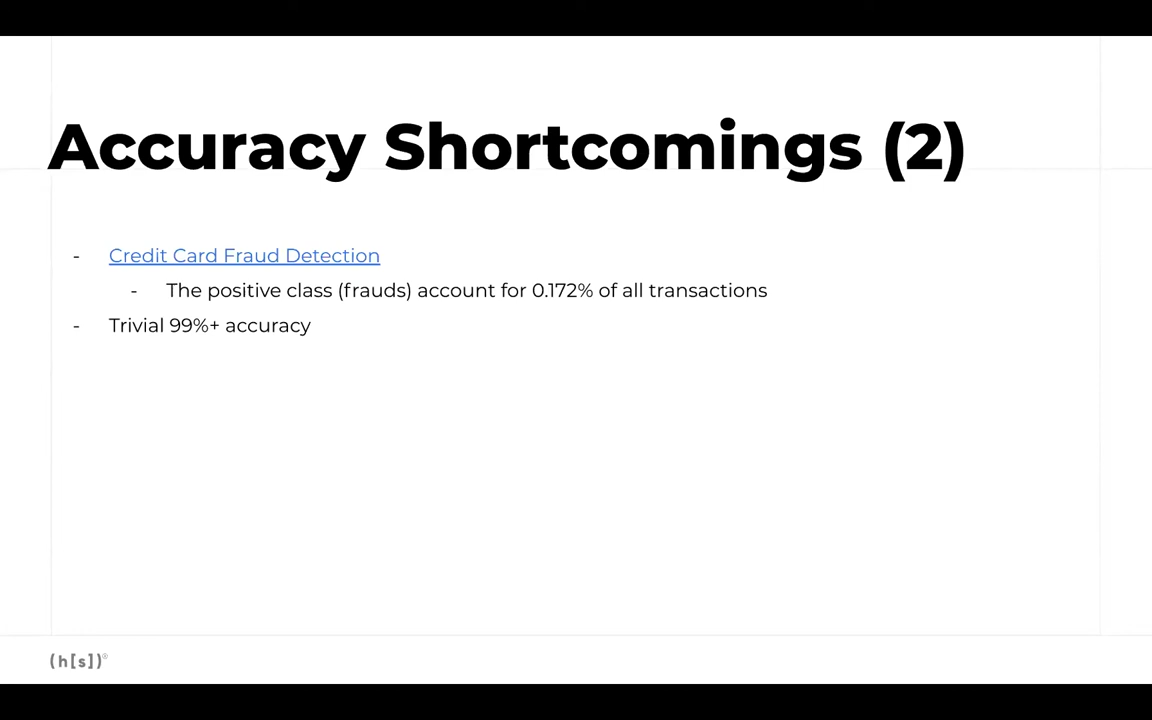 Accuracy Shortcomings (2)
- Credit Card Fraud Detection
- The positive class (frauds) account for 0.172% of all transactions
- Trivial 99%+ accuracy
(h[s])®